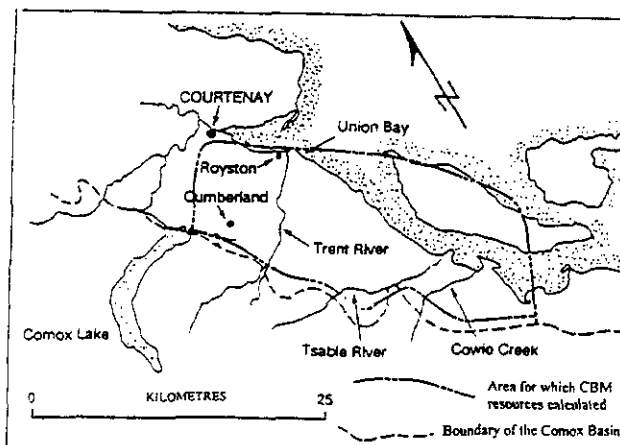 COURTENAY
Union Bay
Royston
Cumberland
Trent River
Comox Lake
Tsable River
Cowie Creek
0 KILOMETRES 25
Area for which CBM
resources calculated
Boundary of the Comox Basin